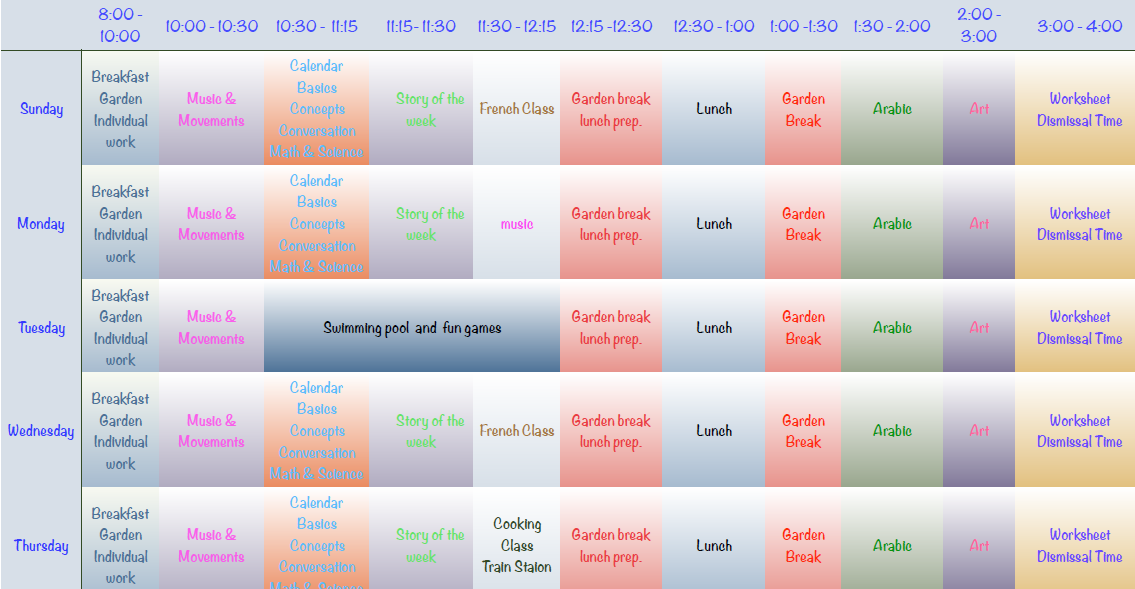 8:00 -
10:00
10:00 - 10:30
10:30 - 11:15
11:15- 11:30
11:30 - 12:15
12:15 -12:30
12:30 - 1:00
1:00 -1:30
1:30 - 2:00
2:00 -
3:00
3:00 - 4:00
Sunday
Breakfast
Garden
Individual
work
Music &
Movements
Calendar
Basics
Concepts
Conversation
Math & Science
Story of the
week
French Class
Garden break
lunch prep.
Lunch
Garden
Break
Arabic
Art
Worksheet
Dismissal Time
Monday
Breakfast
Garden
Individual
work
Music &
Movements
Calendar
Basics
Concepts
Conversation
Math & Science
Story of the
week
music
Garden break
lunch prep.
Lunch
Garden
Break
Arabic
Art
Worksheet
Dismissal Time
Tuesday
Breakfast
Garden
Individual
work
Music &
Movements
Swimming pool and fun games
Garden break
lunch prep.
Lunch
Garden
Break
Arabic
Art
Worksheet
Dismissal Time
Wednesday
Breakfast
Garden
Individual
work
Music &
Movements
Calendar
Basics
Concepts
Conversation
Math & Science
Story of the
week
French Class
Garden break
lunch prep.
Lunch
Garden
Break
Arabic
Art
Worksheet
Dismissal Time
Thursday
Breakfast
Garden
Individual
work
Music &
Movements
Calendar
Basics
Concepts
Conversation
Math & Science
Story of the
week
Cooking
Class
Train Staion
Garden break
lunch prep.
Lunch
Garden
Break
Arabic
Art
Worksheet
Dismissal Time